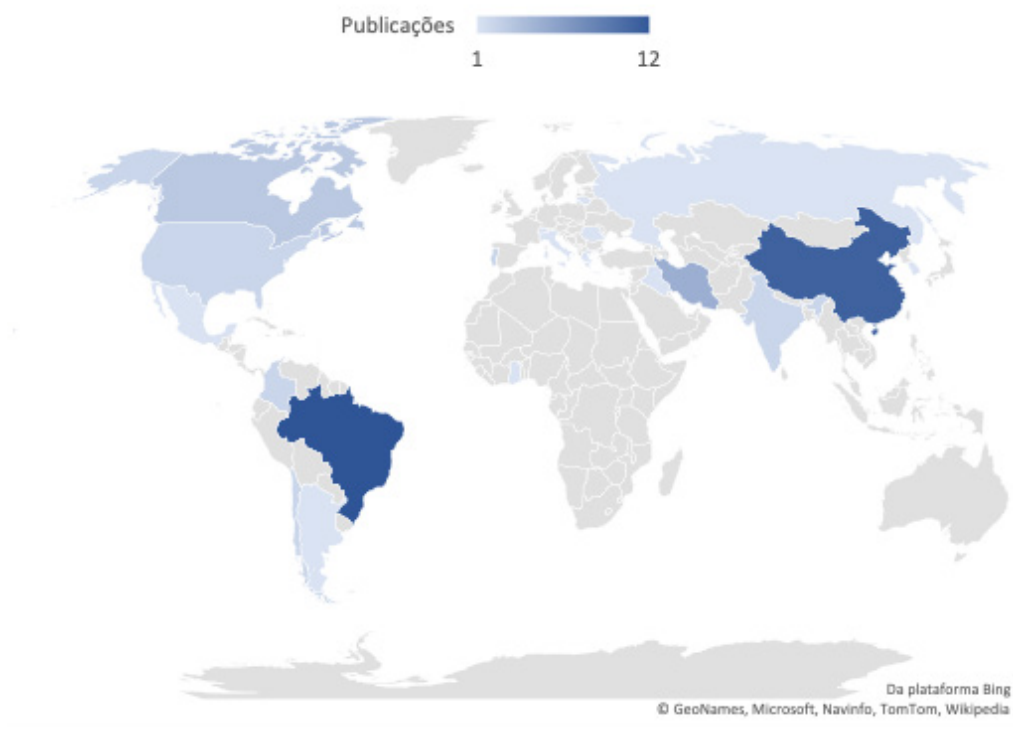 Publicações
1 12
Da plataforma Bing
© GeoNames, Microsoft, Navinfo, TomTom, Wikipedia